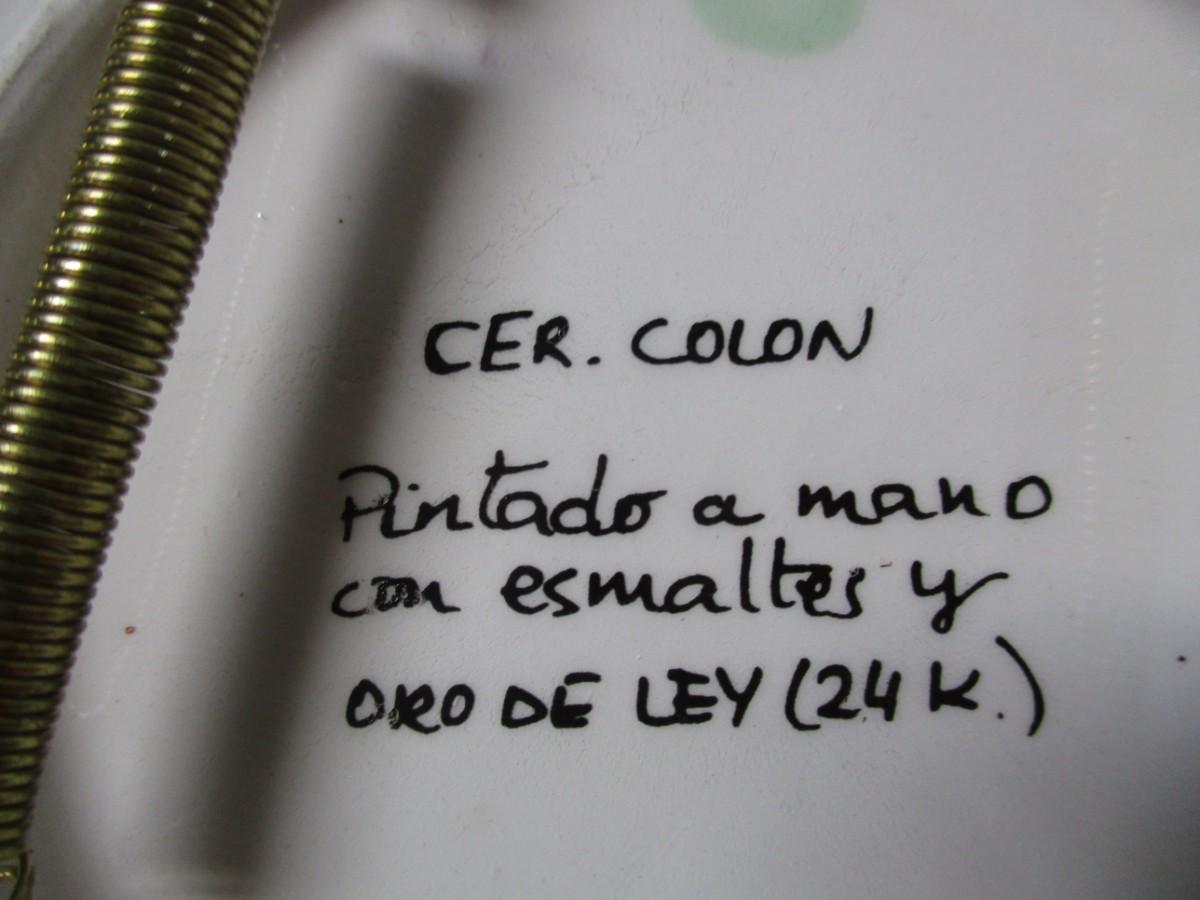 CER. COLON
Pintado a mano
con esmaltes y
ORO DE LEY (24 K.)